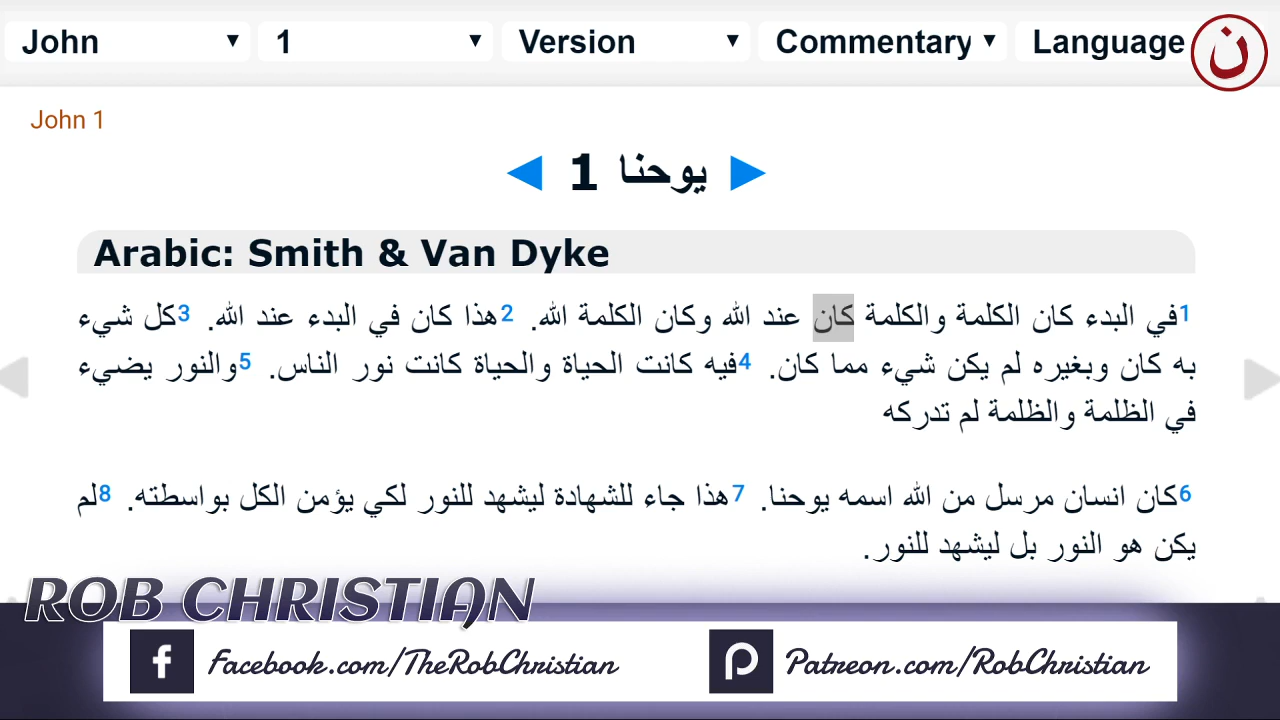 John 1 Version Commentary Language ن
John 1
يوحنا 1
Arabic: Smith & Van Dyke
1في البدء كان الكلمة والكلمة كان عند الله وكان الكلمة الله. 2هذا كان في البدء عند الله. 3كل شيء
به كان وبغيره لم يكن شيء مما كان. 4فيه كانت الحياة والحياة كانت نور الناس. 5والنور يضيء
في الظلمة والظلمة لم تدركه
6كان انسان مرسل من الله اسمه يوحنا. 7هذا جاء للشهادة ليشهد للنور لكي يؤمن الكل بواسطته. 8لم
يكن هو النور بل ليشهد للنور.
ROB CHRISTIAN
f Facebook.com/TheRobChristian Patreon.com/RobChristian